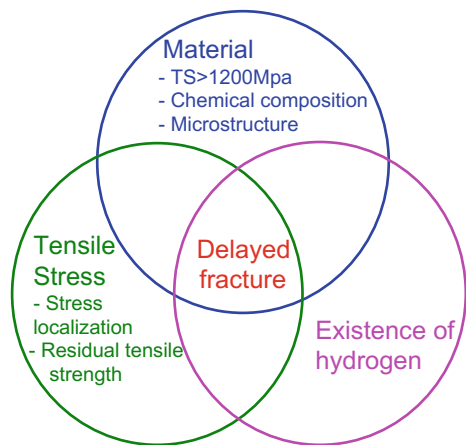 Material
- TS>1200Mpa
- Chemical composition
- Microstructure
Delayed
fracture
Tensile
Stress
- Stress
localization
- Residual tensile
strength
Existence of
hydrogen